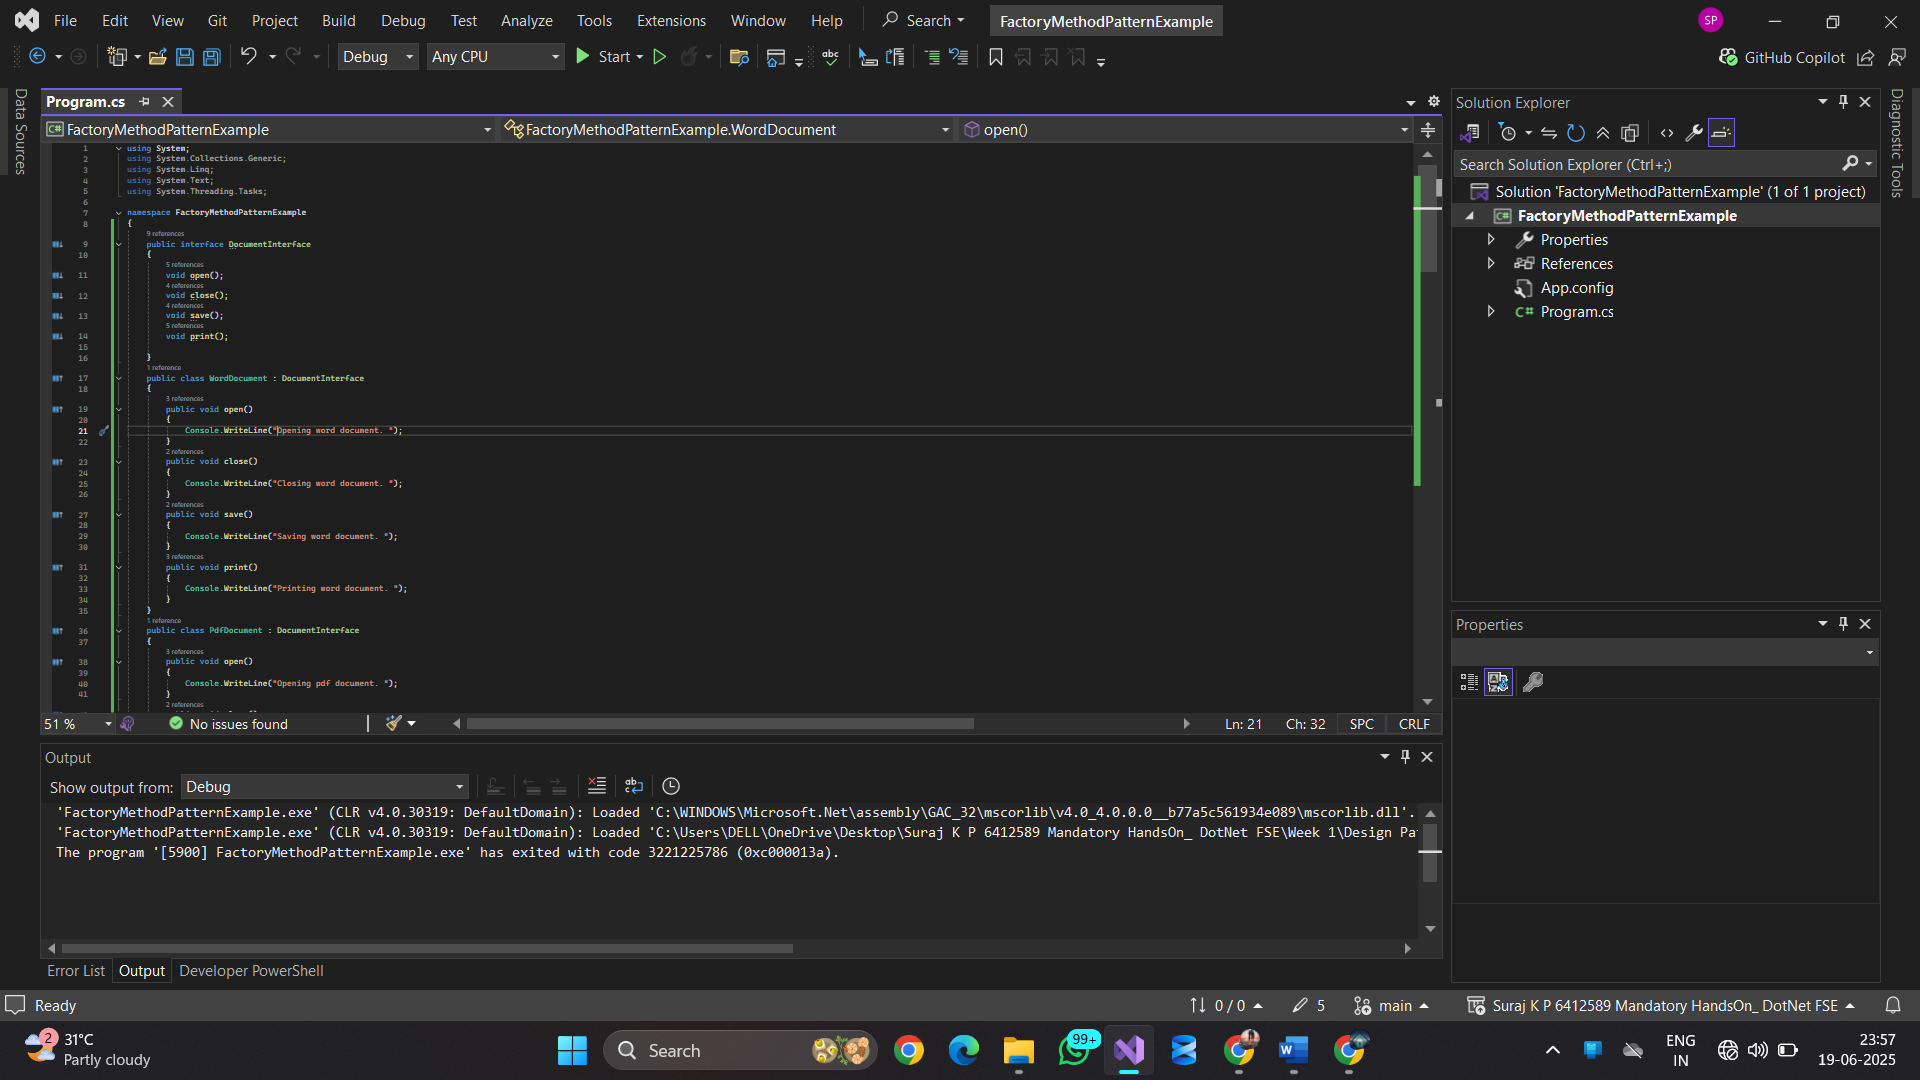 File Edit View Git Project Build Debug Test Analyze Tools Extensions Window Help Search FactoryMethodPatternExample SP
Debug Any CPU Start GitHub Copilot
Data Sources
Program.cs
FactoryMethodPatternExample FactoryMethodPatternExample.WordDocument open()
1 using System;
2 using System.Collections.Generic;
3 using System.Linq;
4 using System.Text;
5 using System.Threading.Tasks;
6
7 namespace FactoryMethodPatternExample
8 {
9 references
9 public interface DocumentInterface
10 {
5 references
11 void open();
4 references
12 void close();
4 references
13 void save();
5 references
14 void print();
15
16 }
1 reference
17 public class WordDocument : DocumentInterface
18 {
3 references
19 public void open()
20 {
21 Console.WriteLine("Opening word document. ");
22 }
2 references
23 public void close()
24 {
25 Console.WriteLine("Closing word document. ");
26 }
2 references
27 public void save()
28 {
29 Console.WriteLine("Saving word document. ");
30 }
3 references
31 public void print()
32 {
33 Console.WriteLine("Printing word document. ");
34 }
35 }
1 reference
36 public class PdfDocument : DocumentInterface
37 {
3 references
38 public void open()
39 {
40 Console.WriteLine("Opening pdf document. ");
41 }
2 references
51 % No issues found Ln: 21 Ch: 32 SPC CRLF
Output
Show output from: Debug
'FactoryMethodPatternExample.exe' (CLR v4.0.30319: DefaultDomain): Loaded 'C:\WINDOWS\Microsoft.Net\assembly\GAC_32\mscorlib\v4.0_4.0.0.0__b77a5c561934e089\mscorlib.dll'.
'FactoryMethodPatternExample.exe' (CLR v4.0.30319: DefaultDomain): Loaded 'C:\Users\DELL\OneDrive\Desktop\Suraj K P 6412589 Mandatory HandsOn_ DotNet FSE\Week 1\Design Pa
The program '[5900] FactoryMethodPatternExample.exe' has exited with code 3221225786 (0xc000013a).
Error List Output Developer PowerShell
Solution Explorer
Search Solution Explorer (Ctrl+;)
Solution 'FactoryMethodPatternExample' (1 of 1 project)
FactoryMethodPatternExample
Properties
References
App.config
C# Program.cs
Properties
Diagnostic Tools
Ready 0 / 0 5 main Suraj K P 6412589 Mandatory HandsOn_ DotNet FSE
2 31°C
Partly cloudy
Search
99+
ENG
IN
23:57
19-06-2025